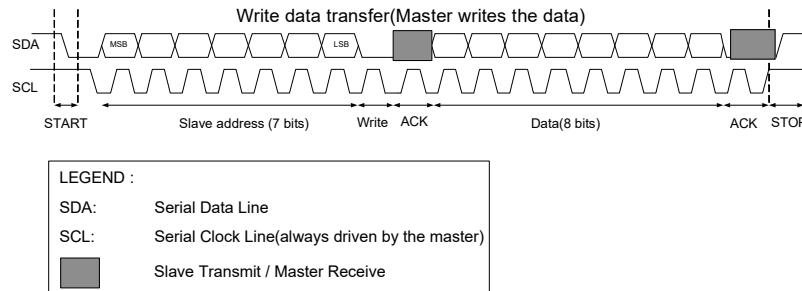 Write data transfer(Master writes the data)
SDA
MSB
LSB
SCL
START
Slave address (7 bits)
Write
ACK
Data(8 bits)
ACK
STOP
LEGEND :
SDA: Serial Data Line
SCL: Serial Clock Line(always driven by the master)
Slave Transmit / Master Receive